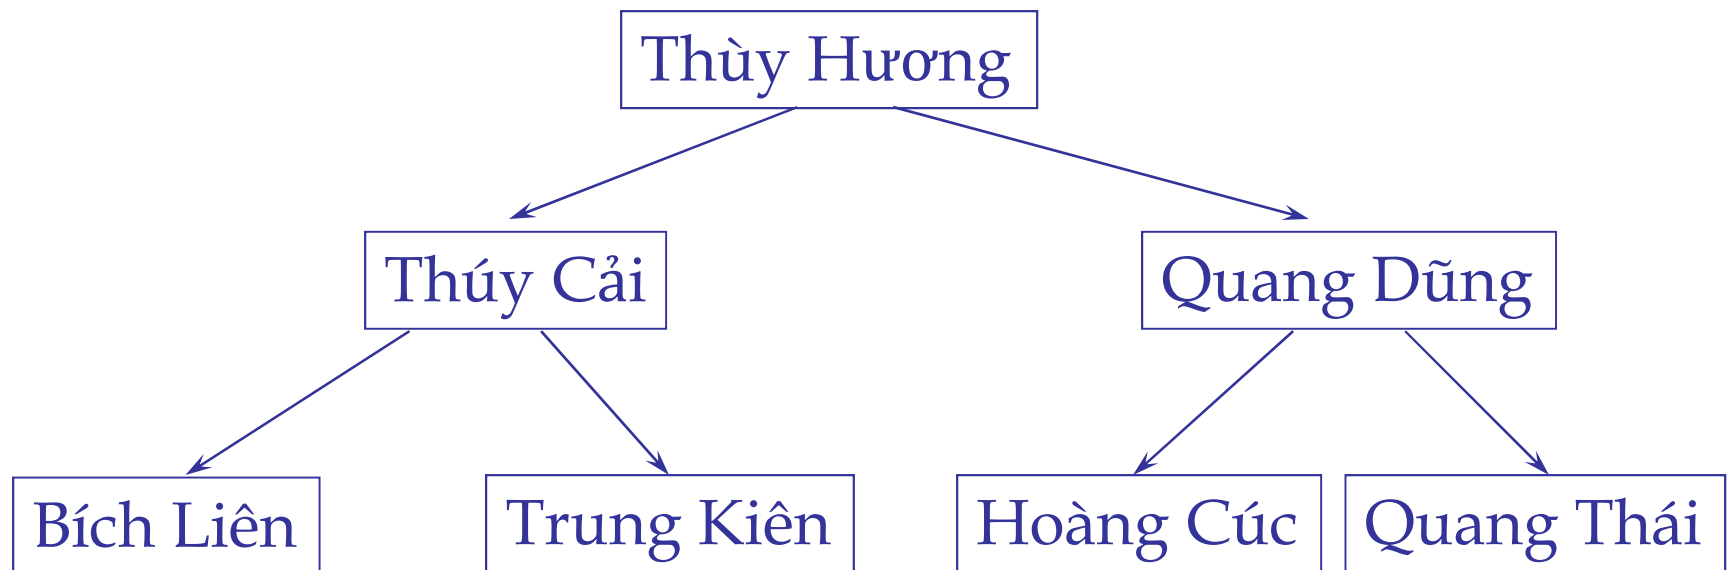 Thùy Hương
Thúy Cải
Quang Dũng
Bích Liên
Trung Kiên
Hoàng Cúc
Quang Thái